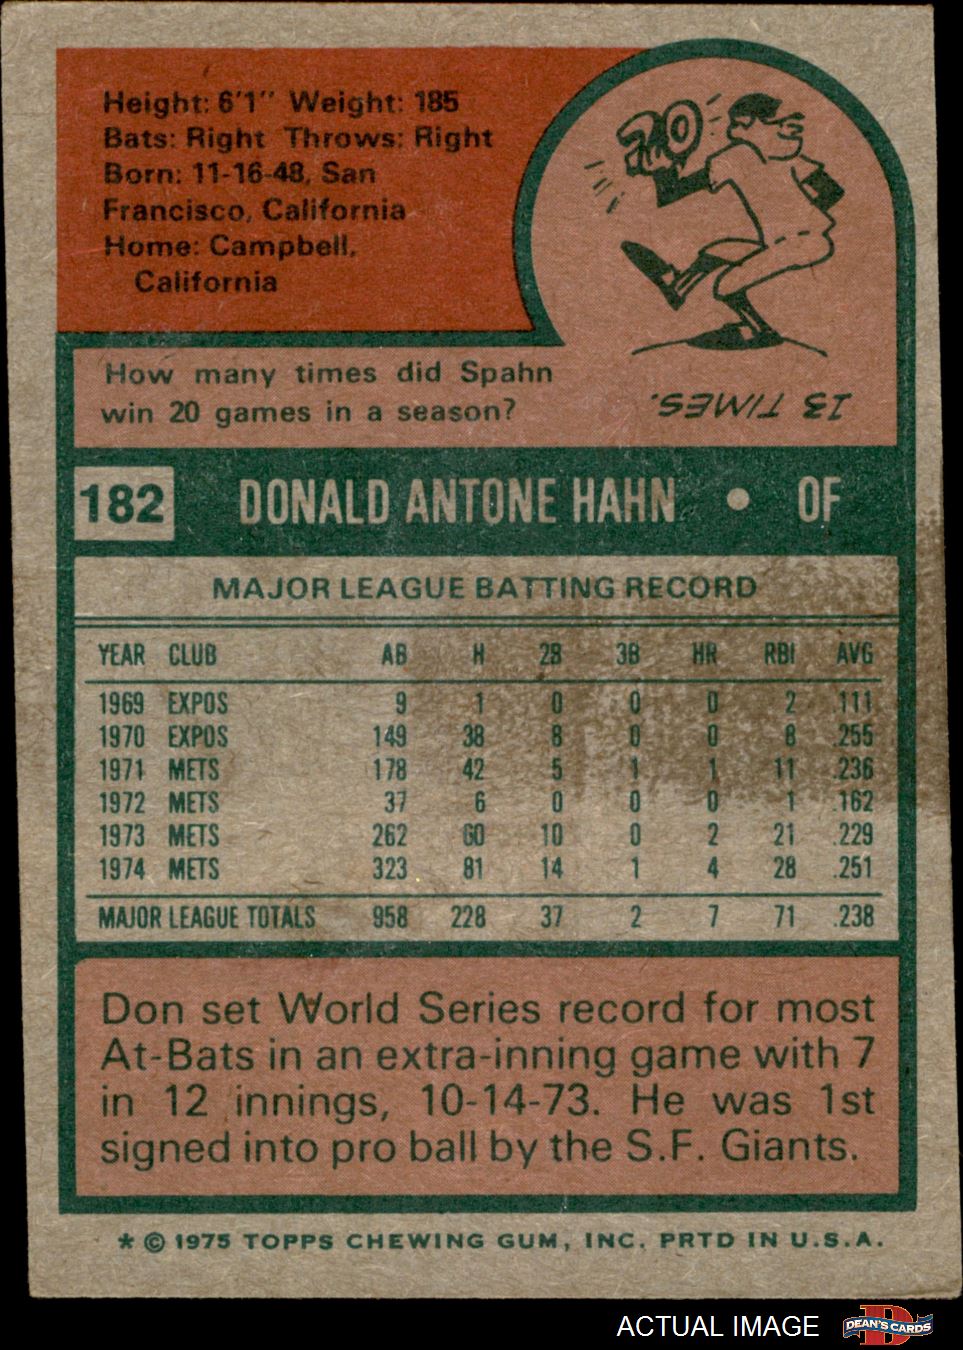 Height: 6'1" Weight: 185
Bats: Right Throws: Right
Born: 11-16-48, San
Francisco, California
Home: Campbell,
California
20
How many times did Spahn
win 20 games in a season?
13 TIMES.
182 DONALD ANTONE HAHN • OF
MAJOR LEAGUE BATTING RECORD
YEAR CLUB AB H 2B 3B HR RBI AVG
1969 EXPOS 9 1 0 0 0 2 .111
1970 EXPOS 149 38 8 0 0 8 .255
1971 METS 178 42 5 1 1 11 .236
1972 METS 37 6 0 0 0 1 .162
1973 METS 262 60 10 0 2 21 .229
1974 METS 323 81 14 1 4 28 .251
MAJOR LEAGUE TOTALS 958 228 37 2 7 71 .238
Don set World Series record for most
At-Bats in an extra-inning game with 7
in 12 innings, 10-14-73. He was 1st
signed into pro ball by the S.F. Giants.
* © 1975 TOPPS CHEWING GUM, INC. PRTD IN U.S.A.
ACTUAL IMAGE
DEAN'S CARDS